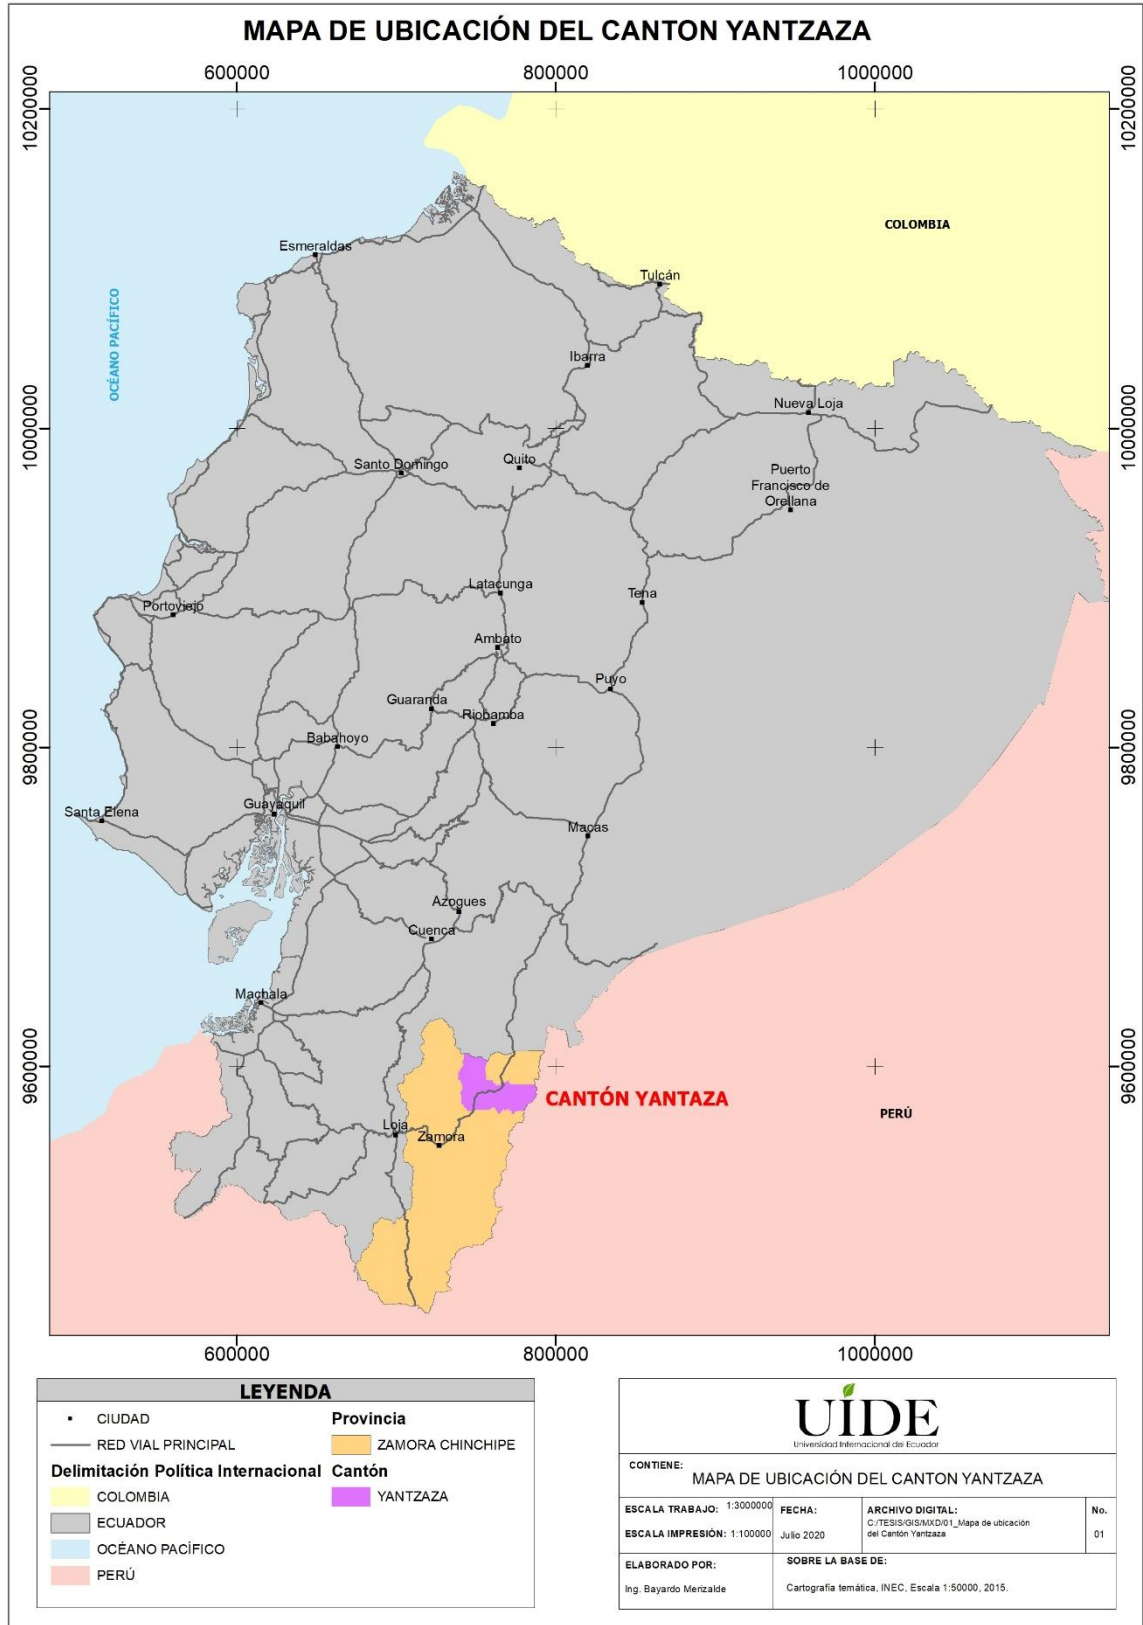 MAPA DE UBICACIÓN DEL CANTON YANTZAZA
600000
800000
1000000
10200000
10200000
COLOMBIA
Esmeraldas
Tulcán
OCÉANO PACÍFICO
Ibarra
Nueva Loja
10000000
10000000
Santo Domingo
Quito
Puerto
Francisco de
Orellana
Latacunga
Tena
Portoviejo
Ambato
Puyo
Guaranda
Riobamba
Babahoyo
9800000
9800000
Santa Elena
Guayaquil
Macas
Azogues
Cuenca
Machala
9600000
9600000
CANTÓN YANTAZA
PERÚ
Loja
Zamora
600000
800000
1000000
LEYENDA
CIUDAD
RED VIAL PRINCIPAL
Delimitación Política Internacional
COLOMBIA
ECUADOR
OCÉANO PACÍFICO
PERÚ
Provincia
ZAMORA CHINCHIPE
Cantón
YANTZAZA
UIDE
Universidad Internacional del Ecuador
CONTIENE:
MAPA DE UBICACIÓN DEL CANTON YANTZAZA
ESCALA TRABAJO: 1:3000000
ESCALA IMPRESIÓN: 1:100000
FECHA:
Julio 2020
ARCHIVO DIGITAL:
C:/TESIS/GIS/MXD/01_Mapa de ubicación
del Cantón Yantzaza
No.
01
ELABORADO POR:
Ing. Bayardo Merizalde
SOBRE LA BASE DE:
Cartografía temática, INEC, Escala 1:50000, 2015.